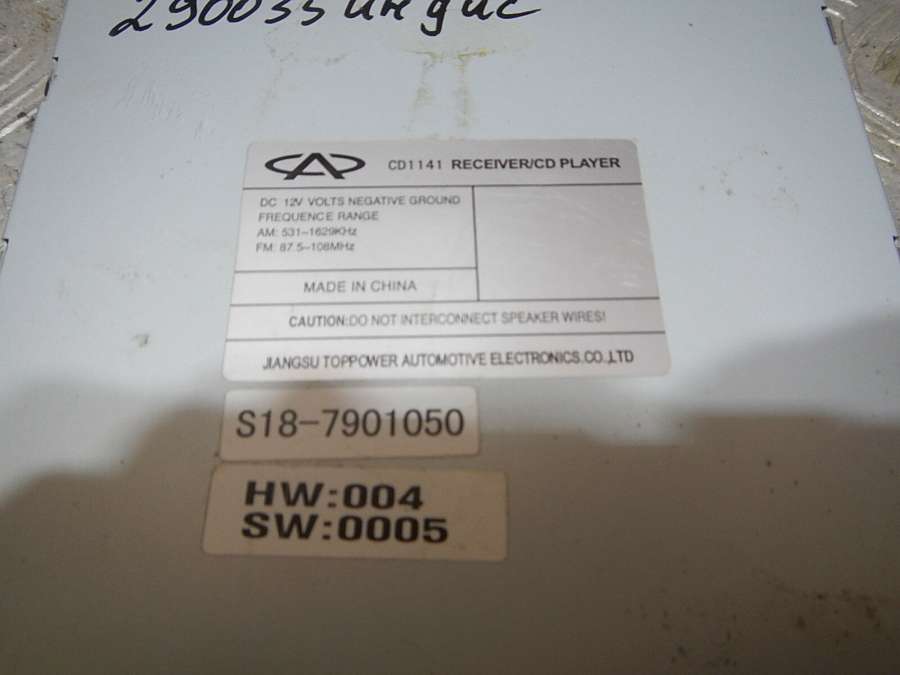 290035 индис
CD1141 RECEIVER/CD PLAYER
DC 12V VOLTS NEGATIVE GROUND
FREQUENCE RANGE
AM: 531-1629KHz
FM: 87.5-108MHz
MADE IN CHINA
CAUTION:DO NOT INTERCONNECT SPEAKER WIRES!
JIANGSU TOPPOWER AUTOMOTIVE ELECTRONICS.CO.,LTD
S18-7901050
HW:004
SW:0005